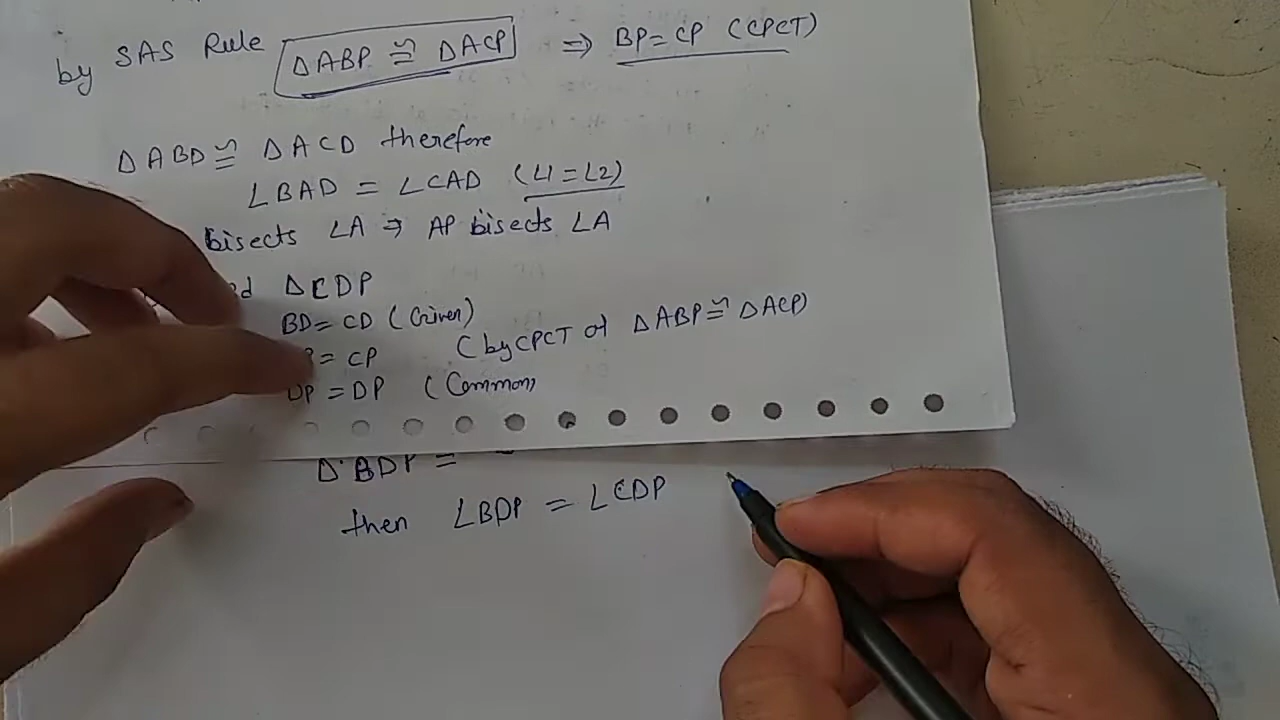 by SAS Rule ΔABP ≅ ΔACP ⇒ BP = CP (CPCT)
ΔABD ≅ ΔACD therefore
∠BAD = ∠CAD (∠1 = ∠2)
bisects ∠A ⇒ AP bisects ∠A
ΔCDP
BD = CD (Given)
= CP (by CPCT of ΔABP ≅ ΔACP)
DP = DP (Common)
ΔBDP =
then ∠BDP = ∠CDP